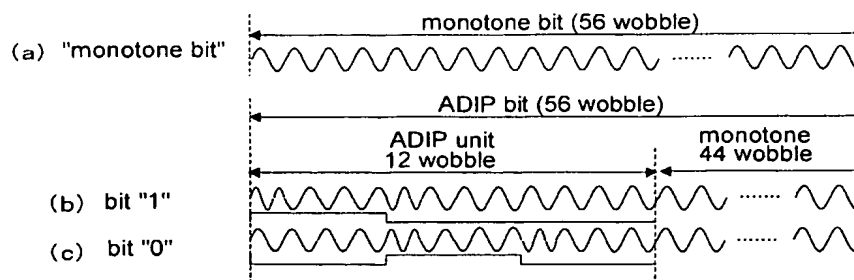 monotone bit (56 wobble)
(a) "monotone bit"
ADIP bit (56 wobble)
ADIP unit
12 wobble
monotone
44 wobble
(b) bit "1"
(c) bit "0"